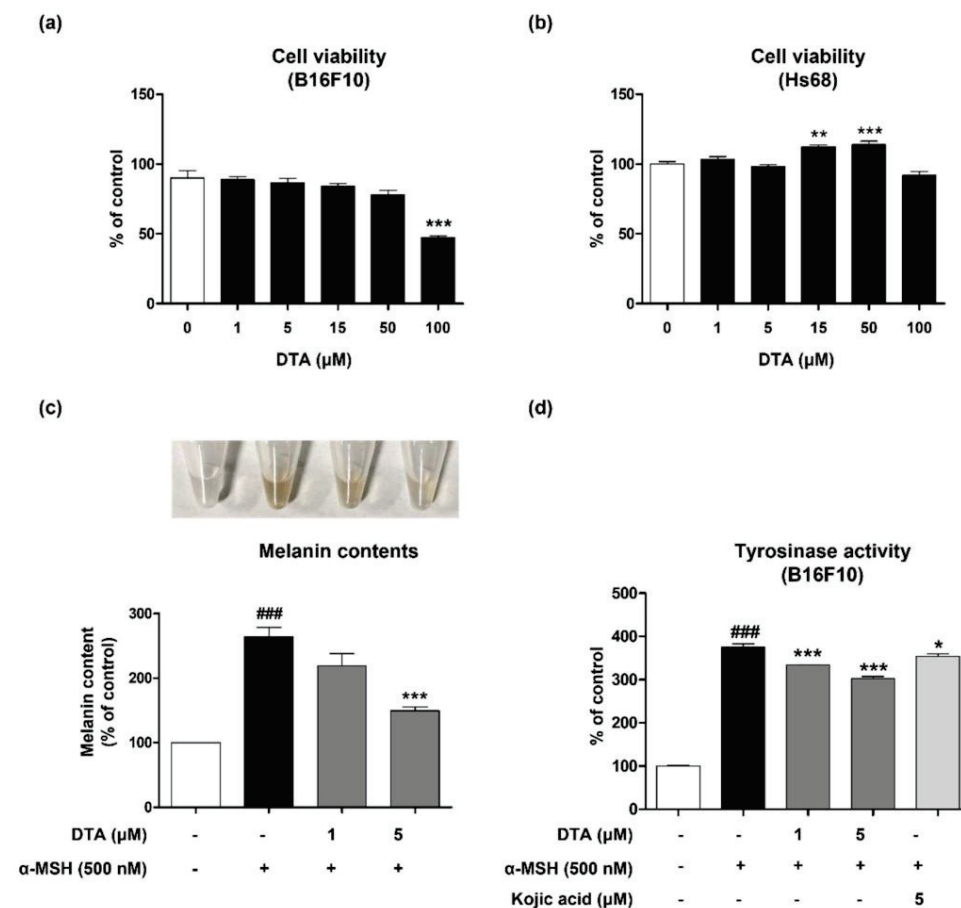 (a)
Cell viability
(B16F10)
% of control
150
100
50
0
***
0 1 5 15 50 100
DTA (µM)
(b)
Cell viability
(Hs68)
% of control
150
100
50
0
** ***
0 1 5 15 50 100
DTA (µM)
(c)
Melanin contents
Melanin content
(% of control)
300
200
100
0
###
***
DTA (µM) - - 1 5
α-MSH (500 nM) - + + +
(d)
Tyrosinase activity
(B16F10)
% of control
500
400
300
200
100
0
###
***
***
*
DTA (µM) - - 1 5 -
α-MSH (500 nM) - + + + +
Kojic acid (µM) 5